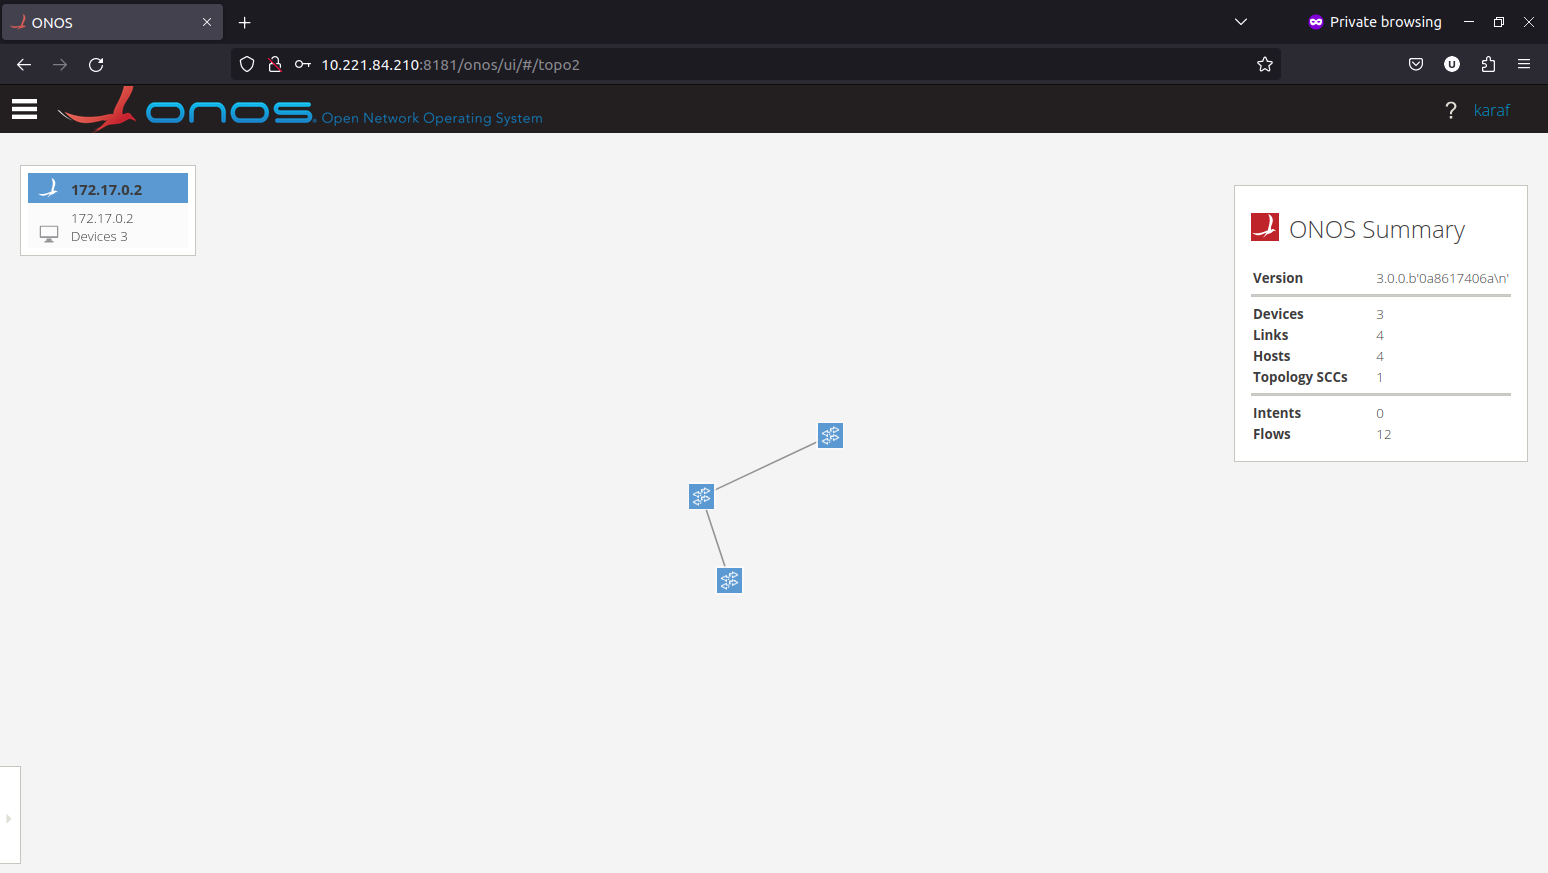 ONOS
Private browsing
10.221.84.210:8181/onos/ui/#/topo2
onos. Open Network Operating System
? karaf
172.17.0.2
172.17.0.2
Devices 3
ONOS Summary
Version 3.0.0.b'0a8617406a\n'
Devices 3
Links 4
Hosts 4
Topology SCCs 1
Intents 0
Flows 12